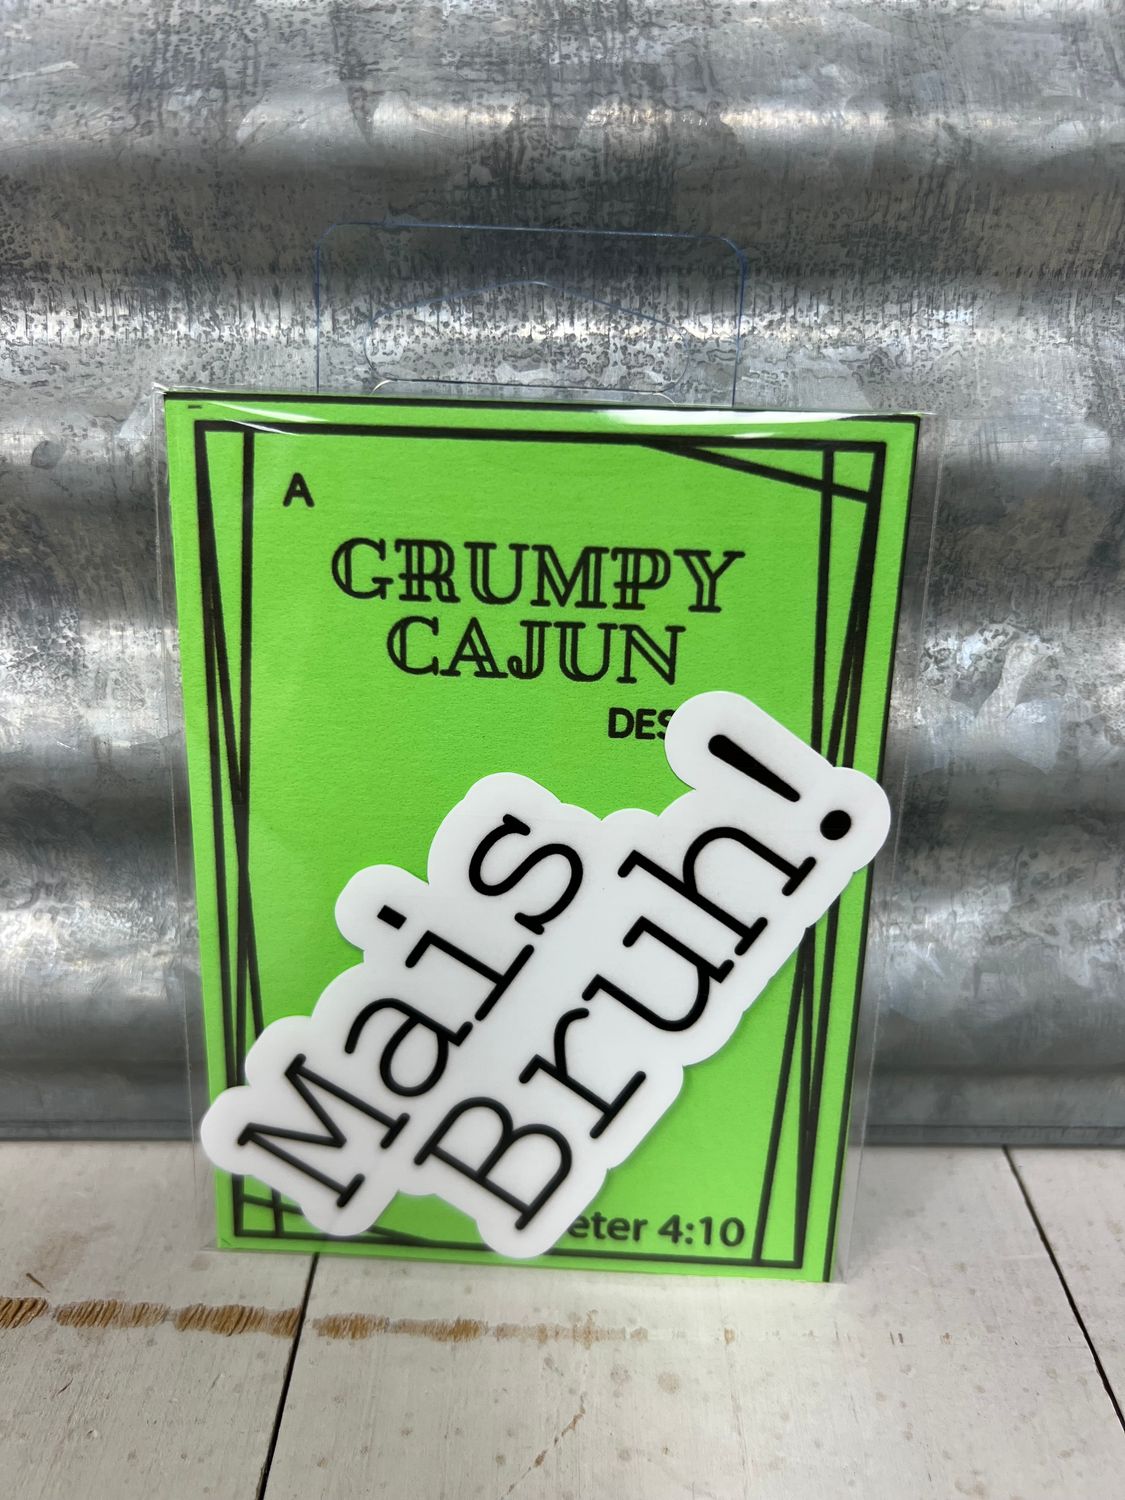 A
GRUMPY
CAJUN
DES
Mais
Bruh!
eter 4:10